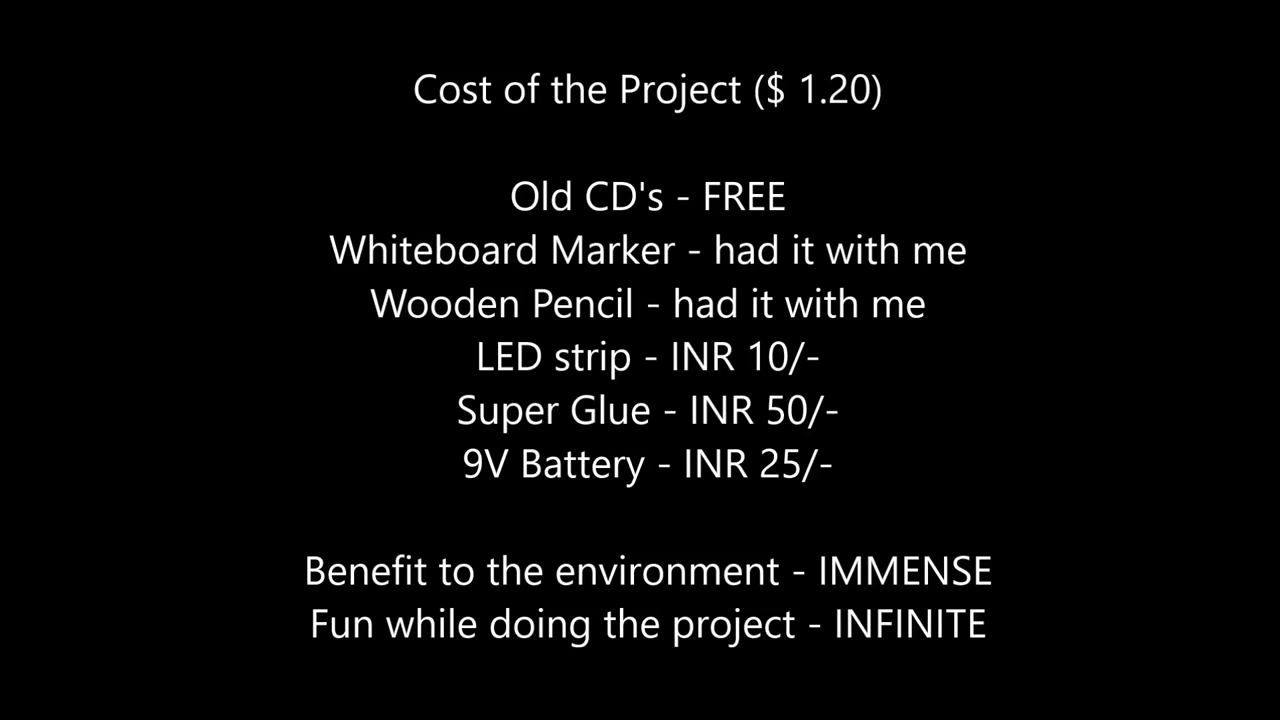 Cost of the Project ($ 1.20)
Old CD's - FREE
Whiteboard Marker - had it with me
Wooden Pencil - had it with me
LED strip - INR 10/-
Super Glue - INR 50/-
9V Battery - INR 25/-
Benefit to the environment - IMMENSE
Fun while doing the project - INFINITE